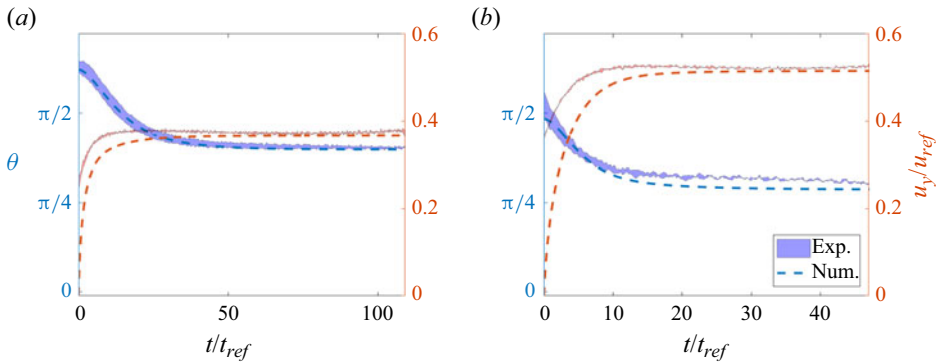 (a)
(b)
0.6
0.6
π/2
0.4
π/2
0.4
θ
u_y/u_ref
π/4
0.2
π/4
0.2
Exp.
Num.
0
0
0
0
0
50
100
0
10
20
30
40
t/t_ref
t/t_ref